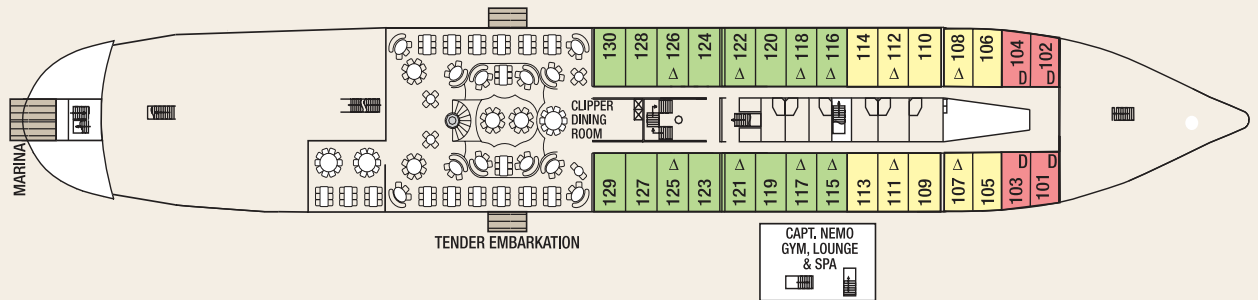 130 128 126 124 122 120 118 116 114 112 110 108 106 104 102
Δ Δ Δ Δ Δ Δ D D
CLIPPER
DINING
ROOM
MARINA
Δ Δ Δ Δ Δ Δ D D
129 127 125 123 121 119 117 115 113 111 109 107 105 103 101
TENDER EMBARKATION
CAPT. NEMO
GYM, LOUNGE
& SPA